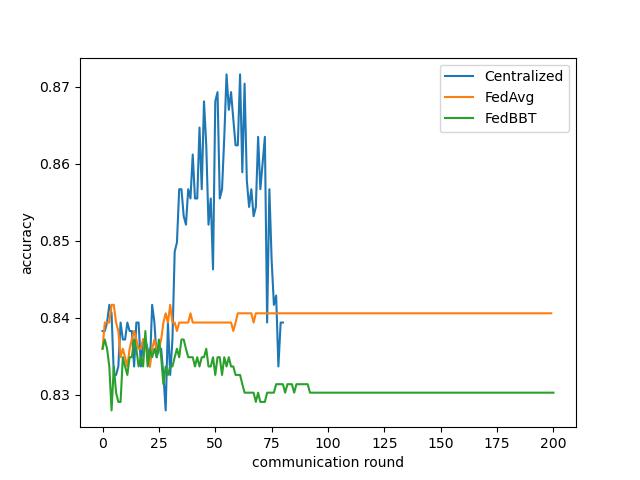 Centralized
FedAvg
FedBBT
0.87
0.86
0.85
0.84
0.83
accuracy
0 25 50 75 100 125 150 175 200
communication round